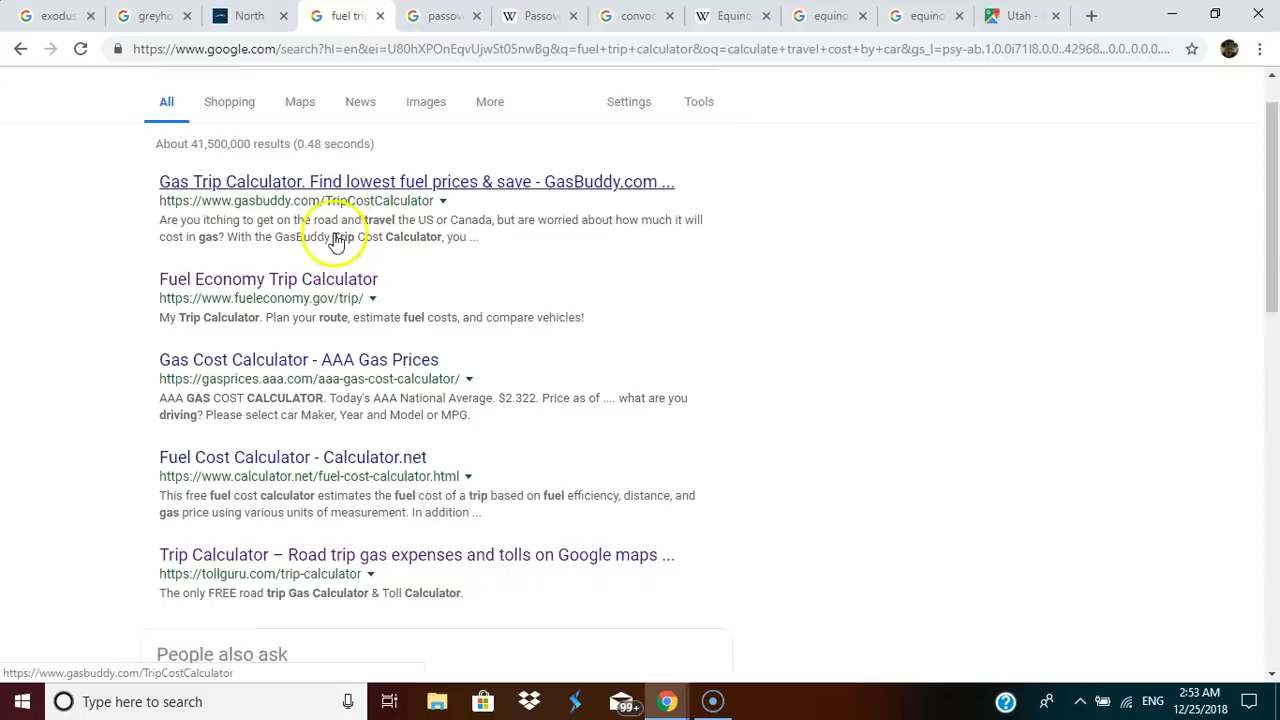 exodus
greyho
North
fuel trip
passov
Passov
convoc
Equino
equino
equino
Utah -
https://www.google.com/search?hl=en&ei=U80hXPOnEqvUjwSt05nwBg&q=fuel+trip+calculator&oq=calculate+travel+cost+by+car&gs_l=psy-ab.1.0.0i71l8.0.0..42968...0.0..0.0.0....
All Shopping Maps News Images More Settings Tools
About 41,500,000 results (0.48 seconds)
Gas Trip Calculator. Find lowest fuel prices & save - GasBuddy.com ...
https://www.gasbuddy.com/TripCostCalculator
Are you itching to get on the road and travel the US or Canada, but are worried about how much it will
cost in gas? With the GasBuddy Trip Cost Calculator, you ...
Fuel Economy Trip Calculator
https://www.fueleconomy.gov/trip/
My Trip Calculator. Plan your route, estimate fuel costs, and compare vehicles!
Gas Cost Calculator - AAA Gas Prices
https://gasprices.aaa.com/aaa-gas-cost-calculator/
AAA GAS COST CALCULATOR. Today's AAA National Average. $2.322. Price as of .... what are you
driving? Please select car Maker, Year and Model or MPG.
Fuel Cost Calculator - Calculator.net
https://www.calculator.net/fuel-cost-calculator.html
This free fuel cost calculator estimates the fuel cost of a trip based on fuel efficiency, distance, and
gas price using various units of measurement. In addition ...
Trip Calculator – Road trip gas expenses and tolls on Google maps ...
https://tollguru.com/trip-calculator
The only FREE road trip Gas Calculator & Toll Calculator.
People also ask
https://www.gasbuddy.com/TripCostCalculator
Type here to search
99+
ENG
2:53 AM
12/25/2018